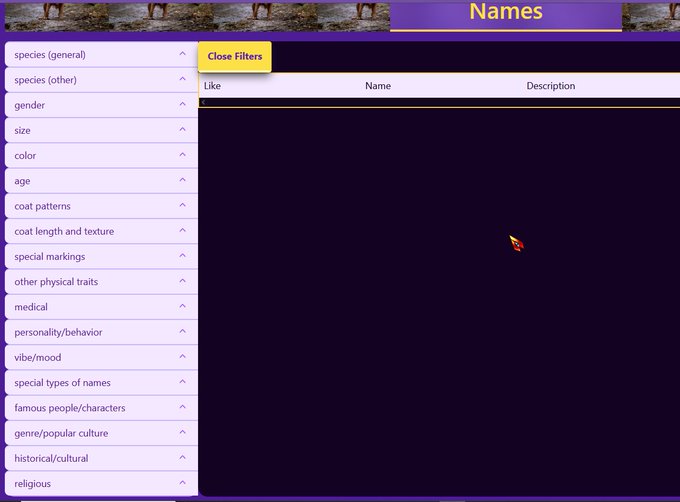 Names
Close Filters
Like Name Description
species (general)
species (other)
gender
size
color
age
coat patterns
coat length and texture
special markings
other physical traits
medical
personality/behavior
vibe/mood
special types of names
famous people/characters
genre/popular culture
historical/cultural
religious